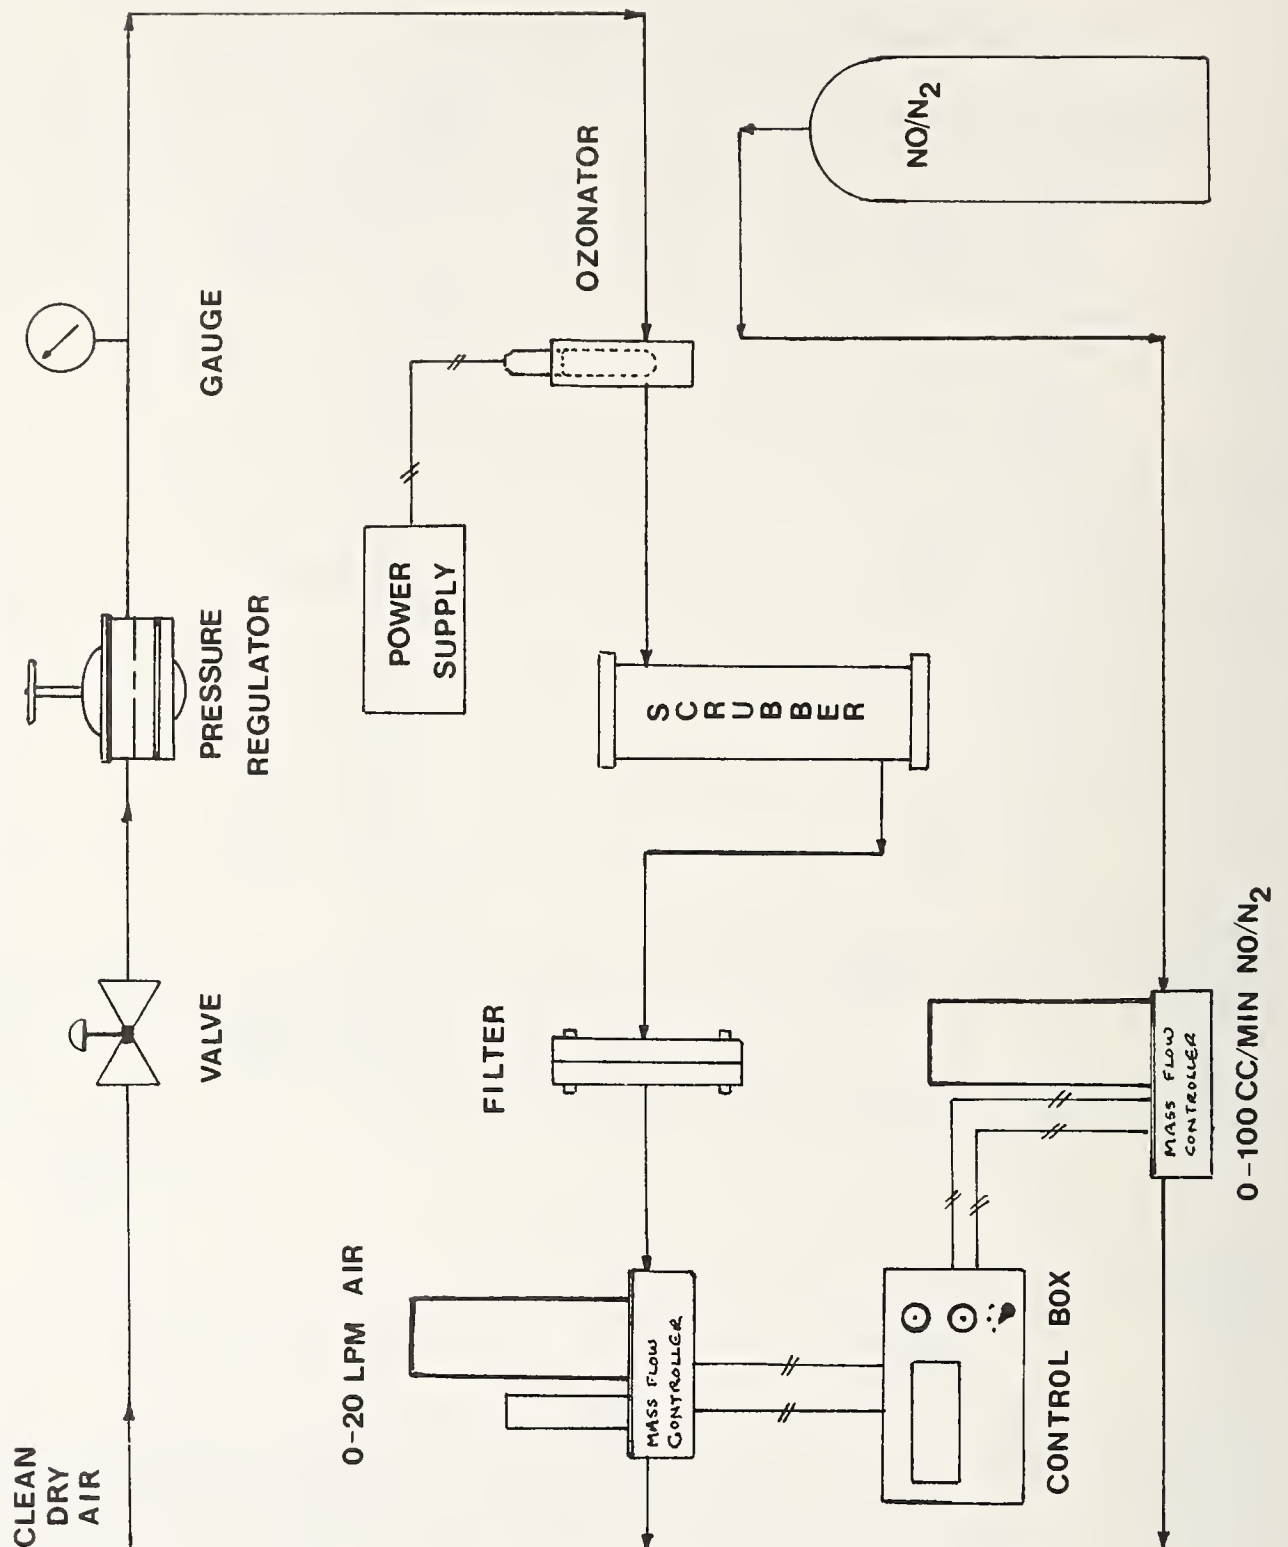 CLEAN
DRY
AIR
VALVE
PRESSURE
REGULATOR
GAUGE
0-20 LPM AIR
FILTER
POWER
SUPPLY
OZONATOR
MASS FLOW
CONTROLLER
SCRUBBER
NO/N2
CONTROL BOX
MASS FLOW
CONTROLLER
0-100 CC/MIN NO/N2